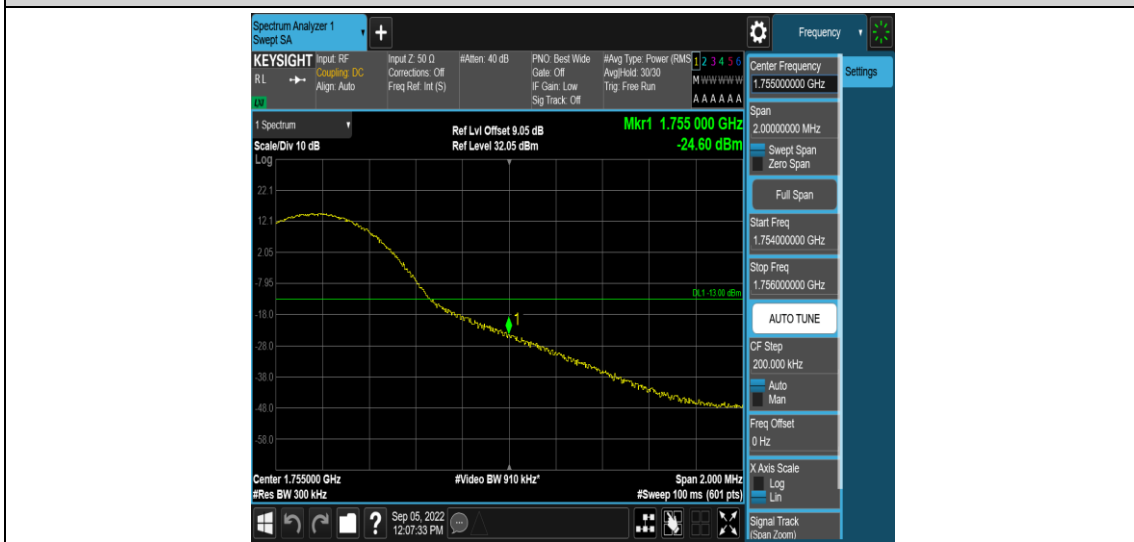 Spectrum Analyzer 1
Swept SA
+
Frequency
KEYSIGHT
RL
Input: RF
Coupling: DC
Align: Auto
Input Z: 50 Ω
Corrections: Off
Freq Ref: Int (S)
#Atten: 40 dB
PNO: Best Wide
Gate: Off
IF Gain: Low
Sig Track: Off
#Avg Type: Power (RMS
Avg|Hold: 30/30
Trig: Free Run
1 2 3 4 5 6
M W W W W W
A A A A A A
1 Spectrum
Scale/Div 10 dB
Log
Ref Lvl Offset 9.05 dB
Ref Level 32.05 dBm
Mkr1 1.755 000 GHz
-24.60 dBm
22.1
12.1
2.05
-7.95
-18.0
-28.0
-38.0
-48.0
-58.0
DL1 -13.00 dBm
1
Center 1.755000 GHz
#Res BW 300 kHz
#Video BW 910 kHz*
Span 2.000 MHz
#Sweep 100 ms (601 pts)
?
Sep 05, 2022
12:07:33 PM
Center Frequency
1.755000000 GHz
Settings
Span
2.00000000 MHz
Swept Span
Zero Span
Full Span
Start Freq
1.754000000 GHz
Stop Freq
1.756000000 GHz
AUTO TUNE
CF Step
200.000 kHz
Auto
Man
Freq Offset
0 Hz
X Axis Scale
Log
Lin
Signal Track
(Span Zoom)